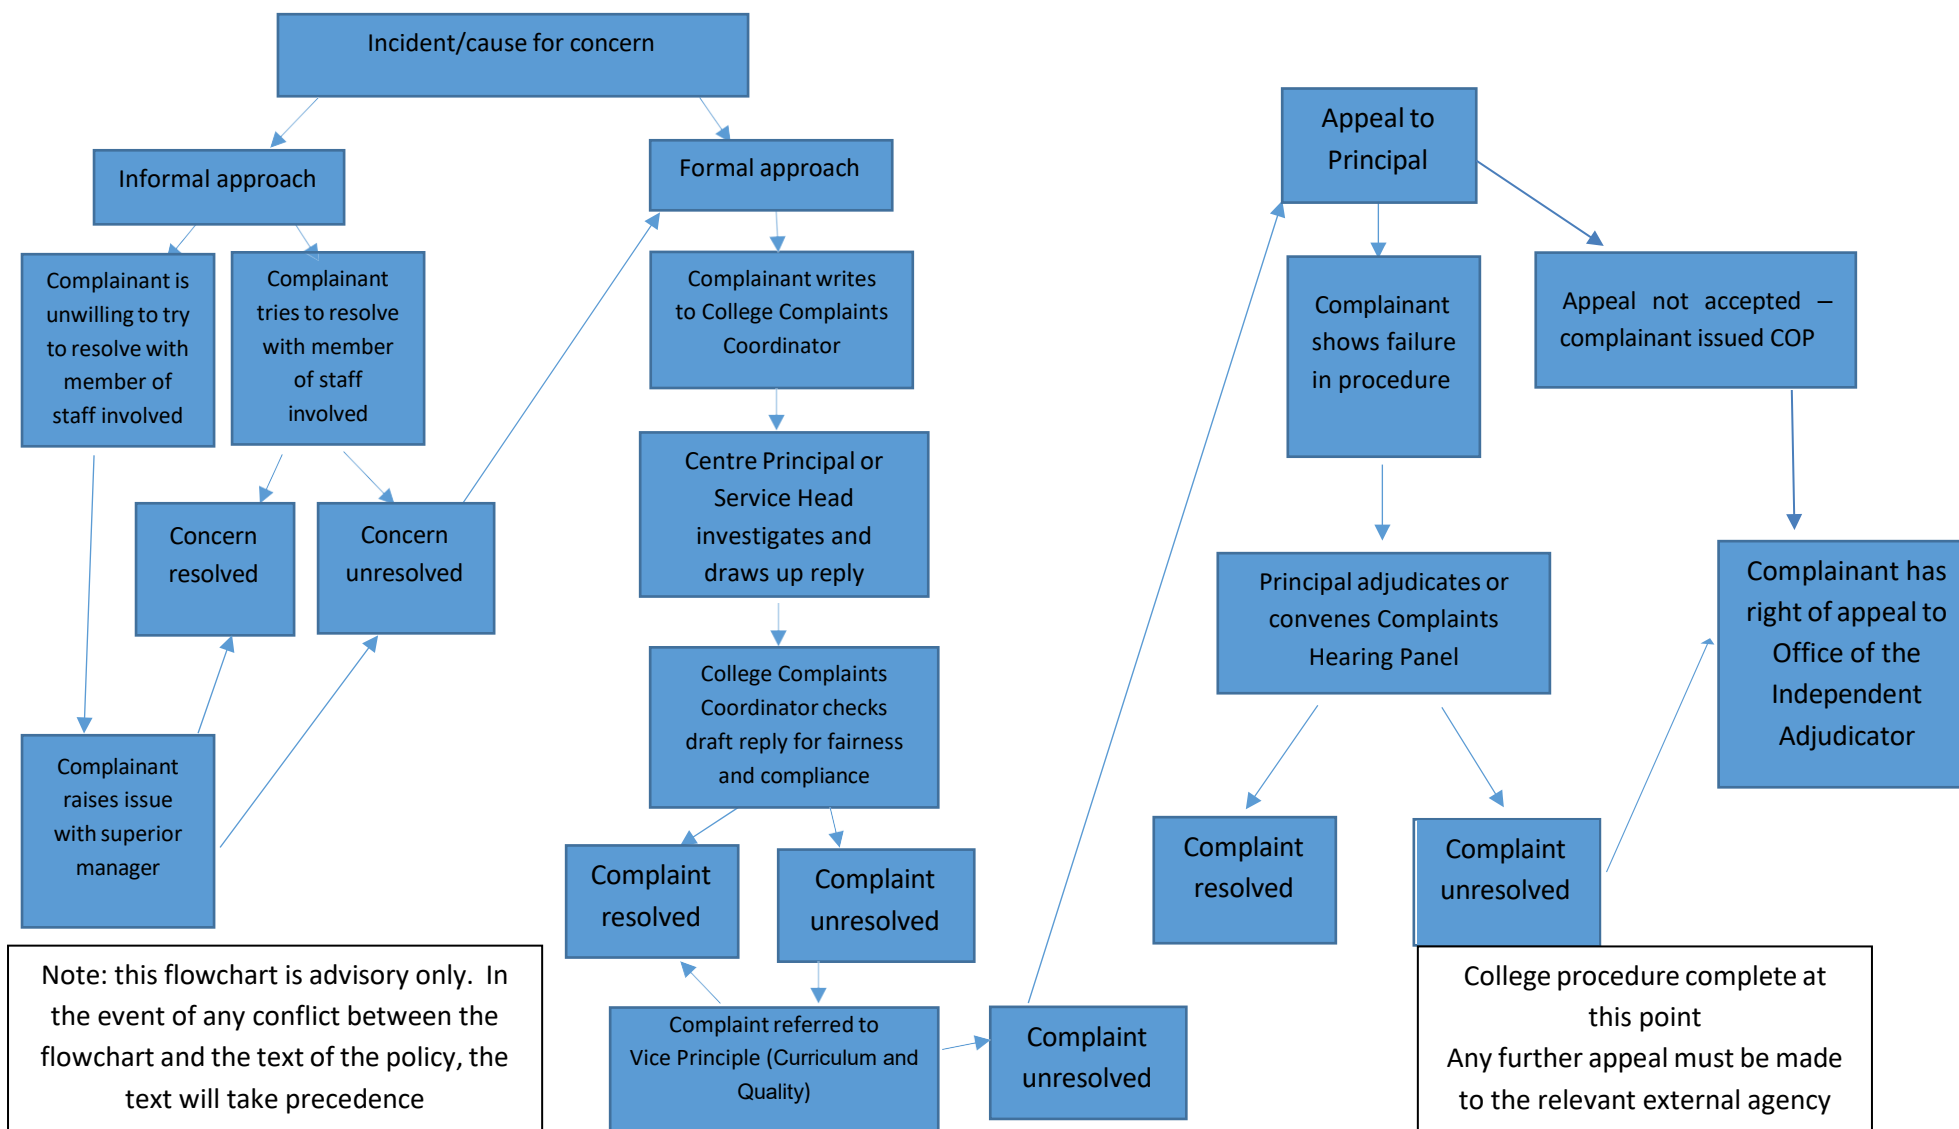 Incident/cause for concern
Informal approach
Formal approach
Complainant is
unwilling to try
to resolve with
member of
staff involved
Complainant
tries to resolve
with member
of staff
involved
Concern
resolved
Concern
unresolved
Complainant
raises issue
with superior
manager
Complainant writes
to College Complaints
Coordinator
Centre Principal or
Service Head
investigates and
draws up reply
College Complaints
Coordinator checks
draft reply for fairness
and compliance
Complaint
resolved
Complaint
unresolved
Complaint referred to
Vice Principle (Curriculum and
Quality)
Complaint
unresolved
Appeal to
Principal
Complainant
shows failure
in procedure
Appeal not accepted –
complainant issued COP
Principal adjudicates or
convenes Complaints
Hearing Panel
Complainant has
right of appeal to
Office of the
Independent
Adjudicator
Complaint
resolved
Complaint
unresolved
Note: this flowchart is advisory only. In
the event of any conflict between the
flowchart and the text of the policy, the
text will take precedence
College procedure complete at
this point
Any further appeal must be made
to the relevant external agency